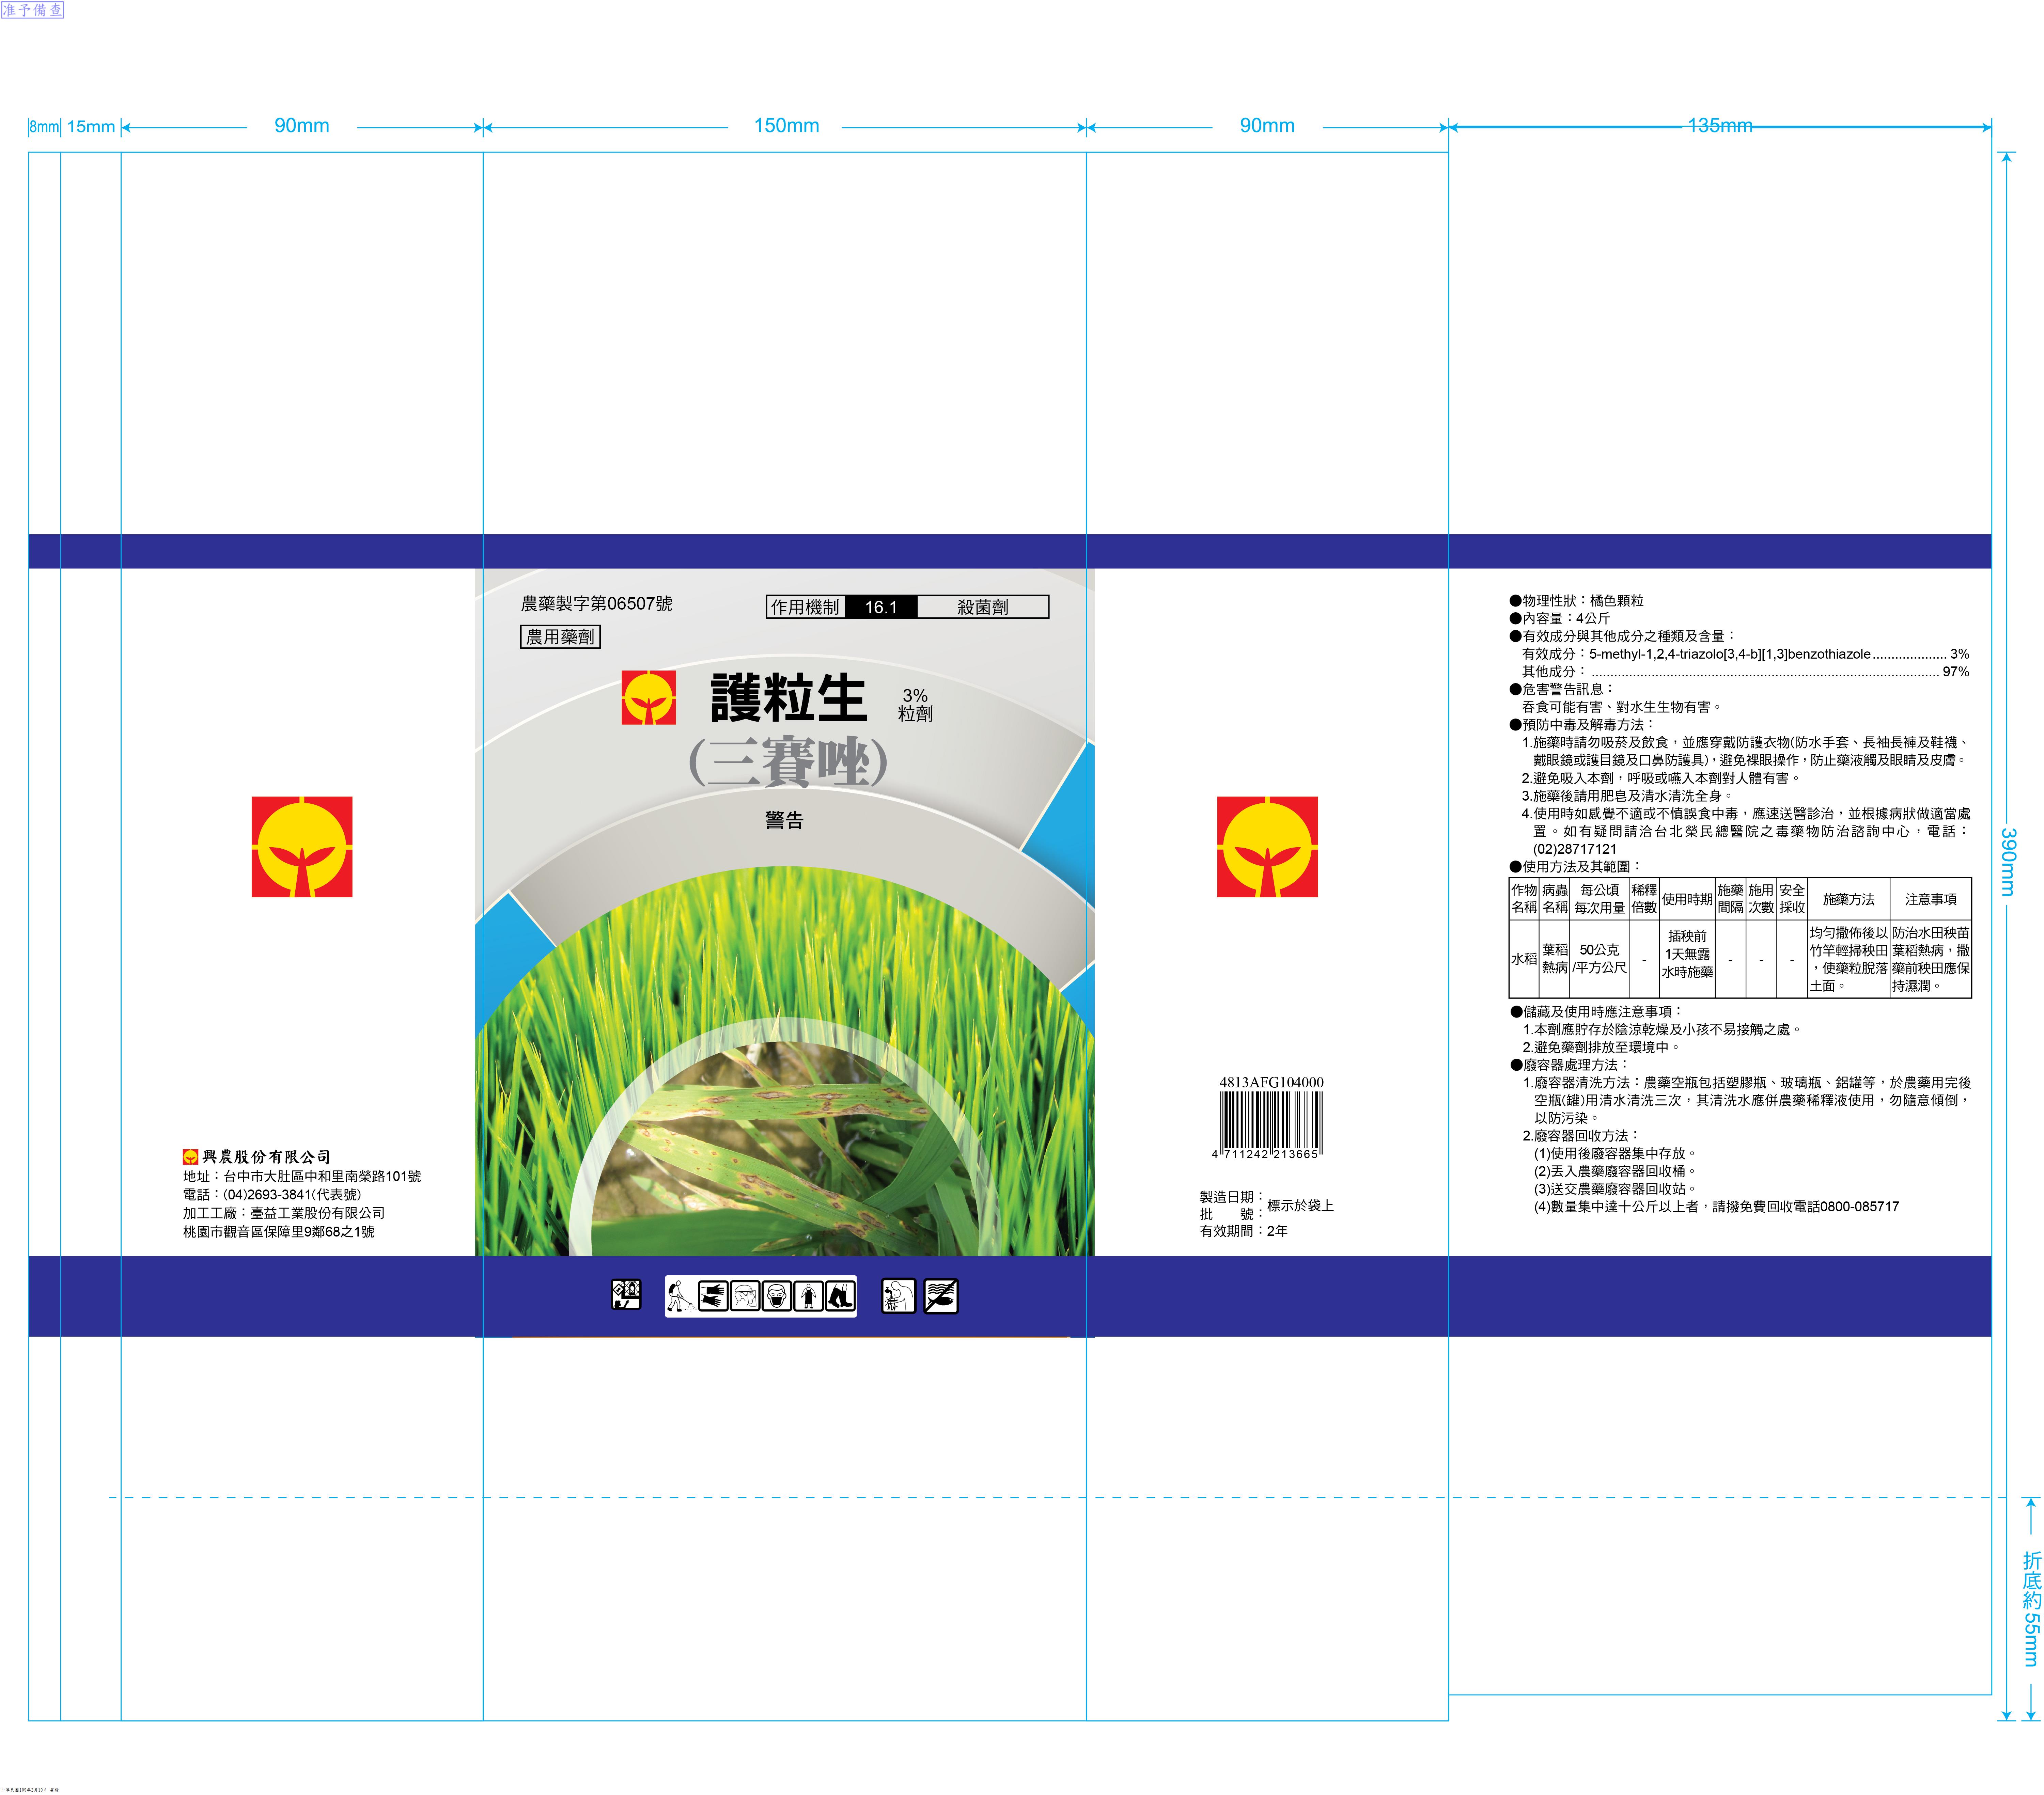 准予備查
8mm
15mm
90mm
150mm
90mm
135mm
390mm
折底約55mm
農藥製字第06507號
作用機制 16.1 殺菌劑
農用藥劑
護粒生
3%
粒劑
(三賽唑)
警告
興農股份有限公司
地址：台中市大肚區中和里南榮路101號
電話：(04)2693-3841(代表號)
加工工廠：臺益工業股份有限公司
桃園市觀音區保障里9鄰68之1號
4813AFG104000
4 711242 213665
製造日期：
批　　號：
標示於袋上
有效期間：2年
●物理性狀：橘色顆粒
●內容量：4公斤
●有效成分與其他成分之種類及含量：
有效成分：5-methyl-1,2,4-triazolo[3,4-b][1,3]benzothiazole.................... 3%
其他成分：.................................................................................... 97%
●危害警告訊息：
吞食可能有害、對水生生物有害。
●預防中毒及解毒方法：
1.施藥時請勿吸菸及飲食，並應穿戴防護衣物(防水手套、長袖長褲及鞋襪、
戴眼鏡或護目鏡及口鼻防護具)，避免裸眼操作，防止藥液觸及眼睛及皮膚。
2.避免吸入本劑，呼吸或嚥入本劑對人體有害。
3.施藥後請用肥皂及清水清洗全身。
4.使用時如感覺不適或不慎誤食中毒，應速送醫診治，並根據病狀做適當處
置。如有疑問請洽台北榮民總醫院之毒藥物防治諮詢中心，電話：
(02)28717121
●使用方法及其範圍：
作物名稱 病蟲名稱 每公頃每次用量 稀釋倍數 使用時期 施藥間隔 施用次數 安全採收 施藥方法 注意事項
水稻 葉稻熱病 50公克/平方公尺 - 插秧前1天無露水時施藥 - - - 均勻撒佈後以竹竿輕掃秧田，使藥粒脫落土面。 防治水田秧苗葉稻熱病，撒藥前秧田應保持濕潤。
●儲藏及使用時應注意事項：
1.本劑應貯存於陰涼乾燥及小孩不易接觸之處。
2.避免藥劑排放至環境中。
●廢容器處理方法：
1.廢容器清洗方法：農藥空瓶包括塑膠瓶、玻璃瓶、鋁罐等，於農藥用完後
空瓶(罐)用清水清洗三次，其清洗水應併農藥稀釋液使用，勿隨意傾倒，
以防污染。
2.廢容器回收方法：
(1)使用後廢容器集中存放。
(2)丟入農藥廢容器回收桶。
(3)送交農藥廢容器回收站。
(4)數量集中達十公斤以上者，請撥免費回收電話0800-085717